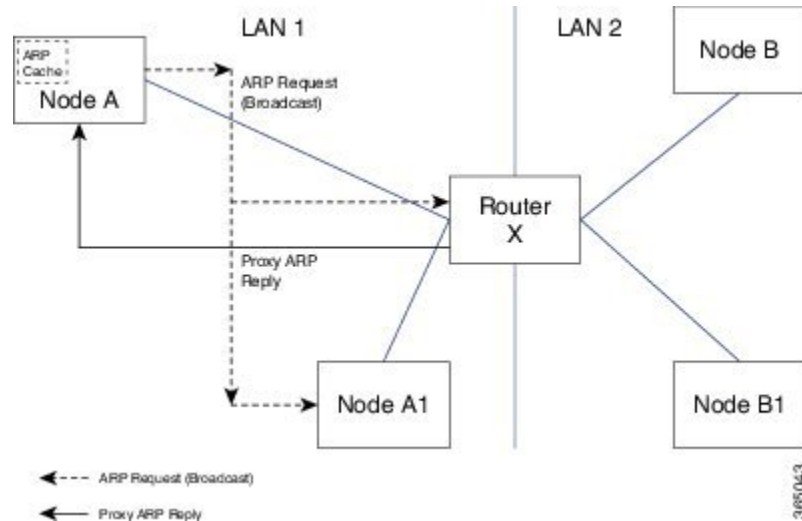 LAN 1
LAN 2
ARP
Cache
Node A
ARP Request
(Broadcast)
Node B
Router
X
Proxy ARP
Reply
Node A1
Node B1
ARP Request (Broadcast)
Proxy ARP Reply
365043